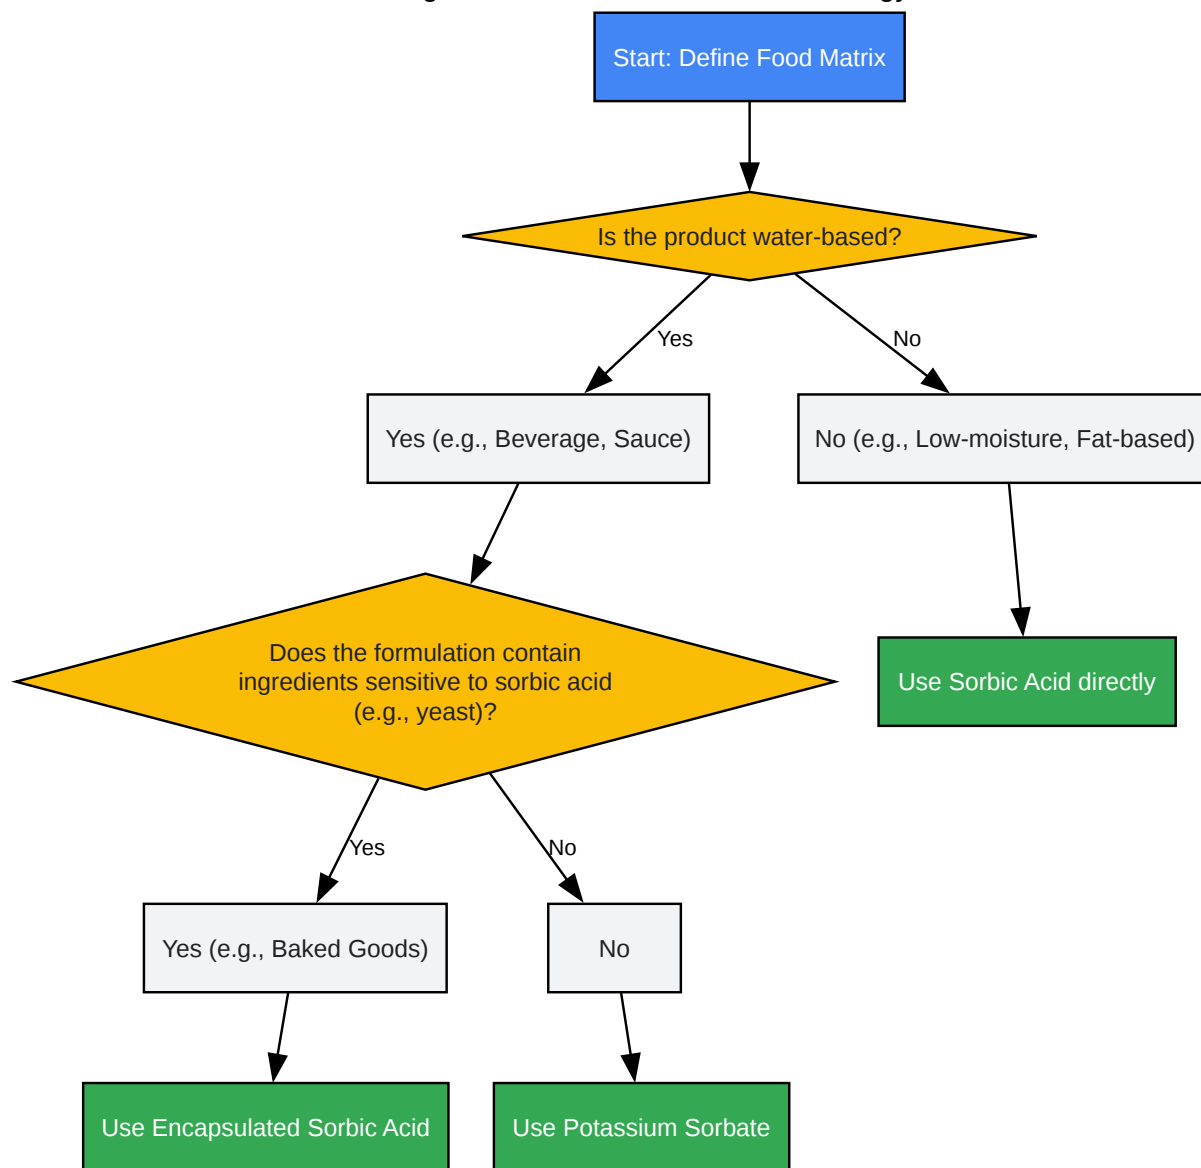 Start: Define Food Matrix
Is the product water-based?
Yes
No
Yes (e.g., Beverage, Sauce)
No (e.g., Low-moisture, Fat-based)
Does the formulation contain
ingredients sensitive to sorbic acid
(e.g., yeast)?
Use Sorbic Acid directly
Yes
No
Yes (e.g., Baked Goods)
No
Use Encapsulated Sorbic Acid
Use Potassium Sorbate